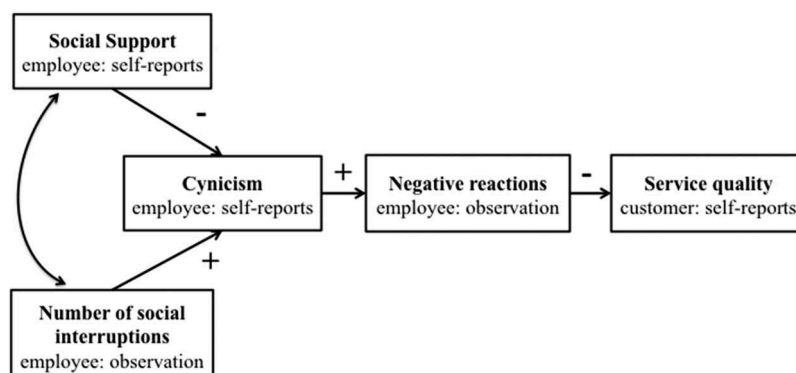 Social Support
employee: self-reports
-
Cynicism
employee: self-reports
+
Negative reactions
employee: observation
-
Service quality
customer: self-reports
+
Number of social
interruptions
employee: observation